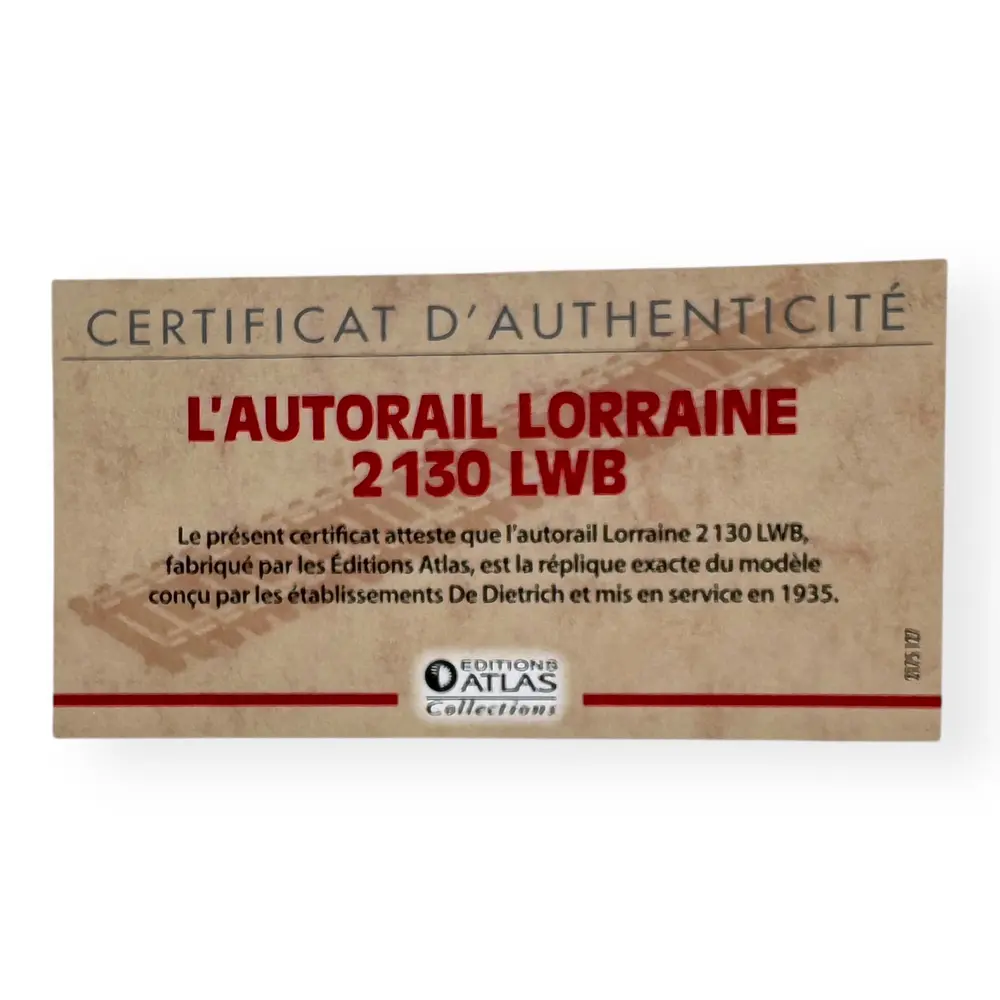 CERTIFICAT D'AUTHENTICITÉ
L'AUTORAIL LORRAINE
2130 LWB
Le présent certificat atteste que l'autorail Lorraine 2130 LWB,
fabriqué par les Éditions Atlas, est la réplique exacte du modèle
conçu par les établissements De Dietrich et mis en service en 1935.
EDITIONS
ATLAS
Collections